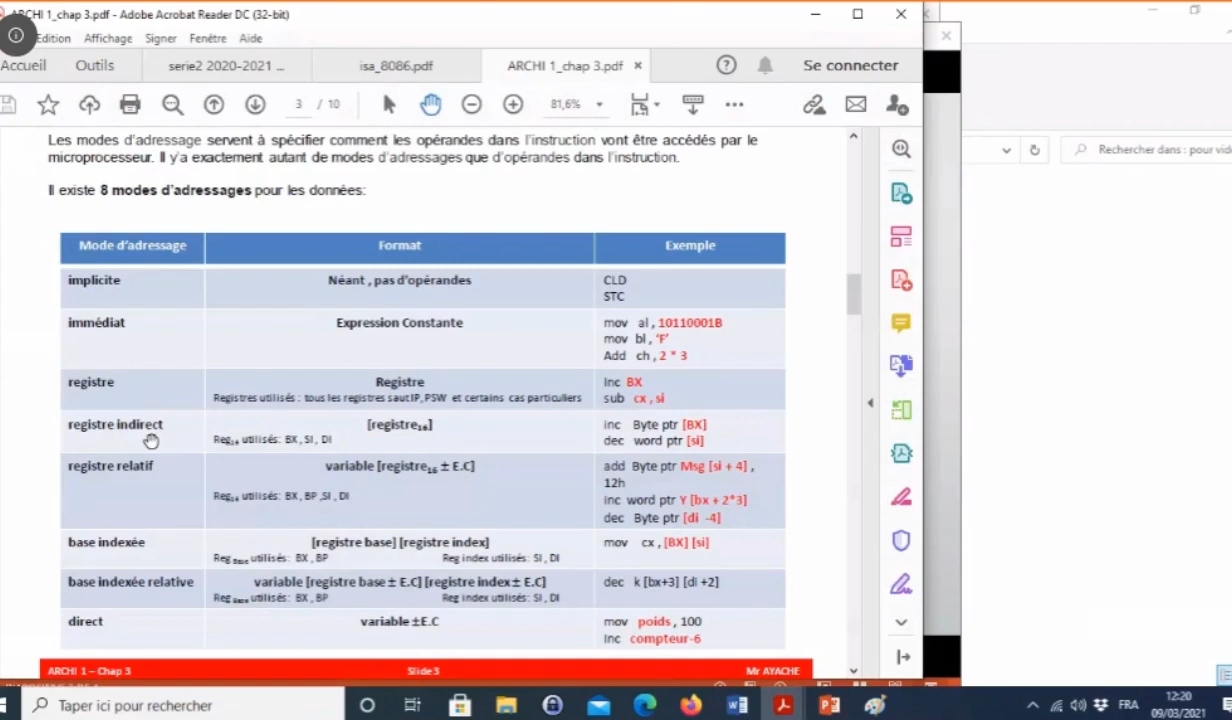 ARCHI 1_chap 3.pdf - Adobe Acrobat Reader DC (32-bit)
Edition Affichage Signer Fenêtre Aide
Accueil Outils serie2 2020-2021 ... isa_8086.pdf ARCHI 1_chap 3.pdf × Se connecter
3 / 10 81,6%
Rechercher dans : pour vid
Les modes d'adressage servent à spécifier comment les opérandes dans l'instruction vont être accédés par le
microprocesseur. Il y'a exactement autant de modes d'adressages que d'opérandes dans l'instruction.
Il existe 8 modes d'adressages pour les données:
Mode d'adressage Format Exemple
implicite Néant , pas d'opérandes CLD
STC
immédiat Expression Constante mov al , 10110001B
mov bl , 'F'
Add ch , 2 * 3
registre Registre Inc BX
Registres utilisés : tous les registres saut IP, PSW et certains cas particuliers sub cx , si
registre indirect [registre16] inc Byte ptr [BX]
Reg16 utilisés: BX , SI , DI dec word ptr [si]
registre relatif variable [registre16 ± E.C] add Byte ptr Msg [si + 4] ,
12h
Reg16 utilisés: BX , BP ,SI , DI inc word ptr Y [bx + 2*3]
dec Byte ptr [di -4]
base indexée [registre base] [registre index] mov cx , [BX] [si]
Reg Base utilisés: BX , BP Reg index utilisés: SI , DI
base indexée relative variable [registre base ± E.C] [registre index ± E.C] dec k [bx+3] [di +2]
Reg Base utilisés: BX , BP Reg index utilisés: SI , DI
direct variable ±E.C mov poids , 100
Inc compteur-6
ARCHI 1 – Chap 3 Slide 3 Mr AYACHE
Taper ici pour rechercher FRA 12:20
09/03/2021